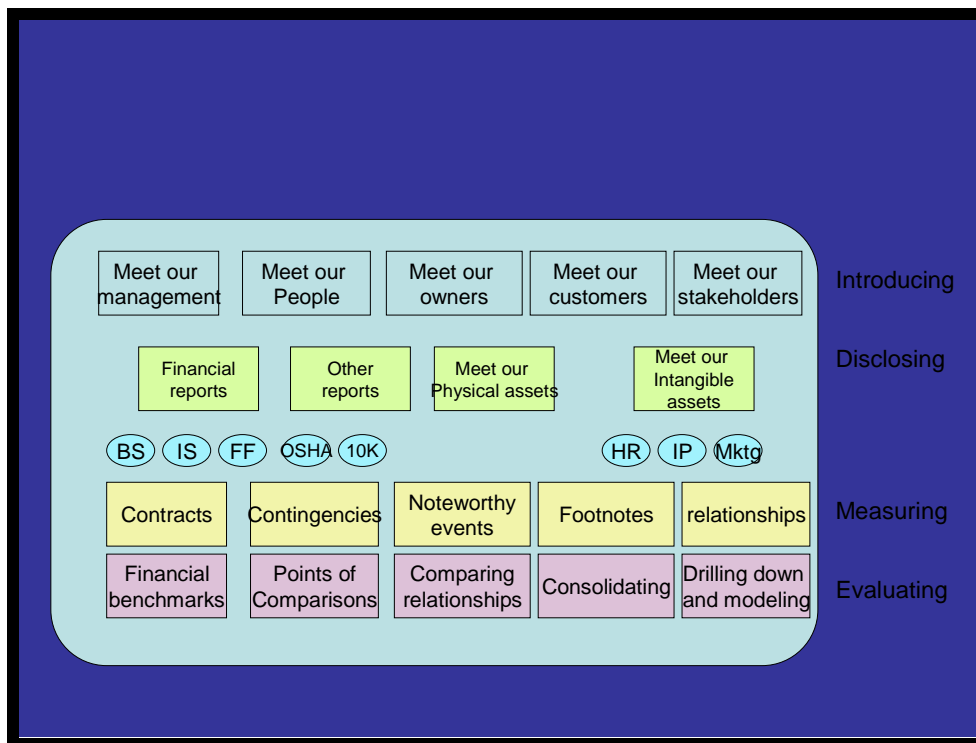 Meet our
management
Meet our
People
Meet our
owners
Meet our
customers
Meet our
stakeholders
Introducing
Financial
reports
Other
reports
Meet our
Physical assets
Meet our
Intangible
assets
Disclosing
BS
IS
FF
OSHA
10K
HR
IP
Mktg
Contracts
Contingencies
Noteworthy
events
Footnotes
relationships
Measuring
Financial
benchmarks
Points of
Comparisons
Comparing
relationships
Consolidating
Drilling down
and modeling
Evaluating